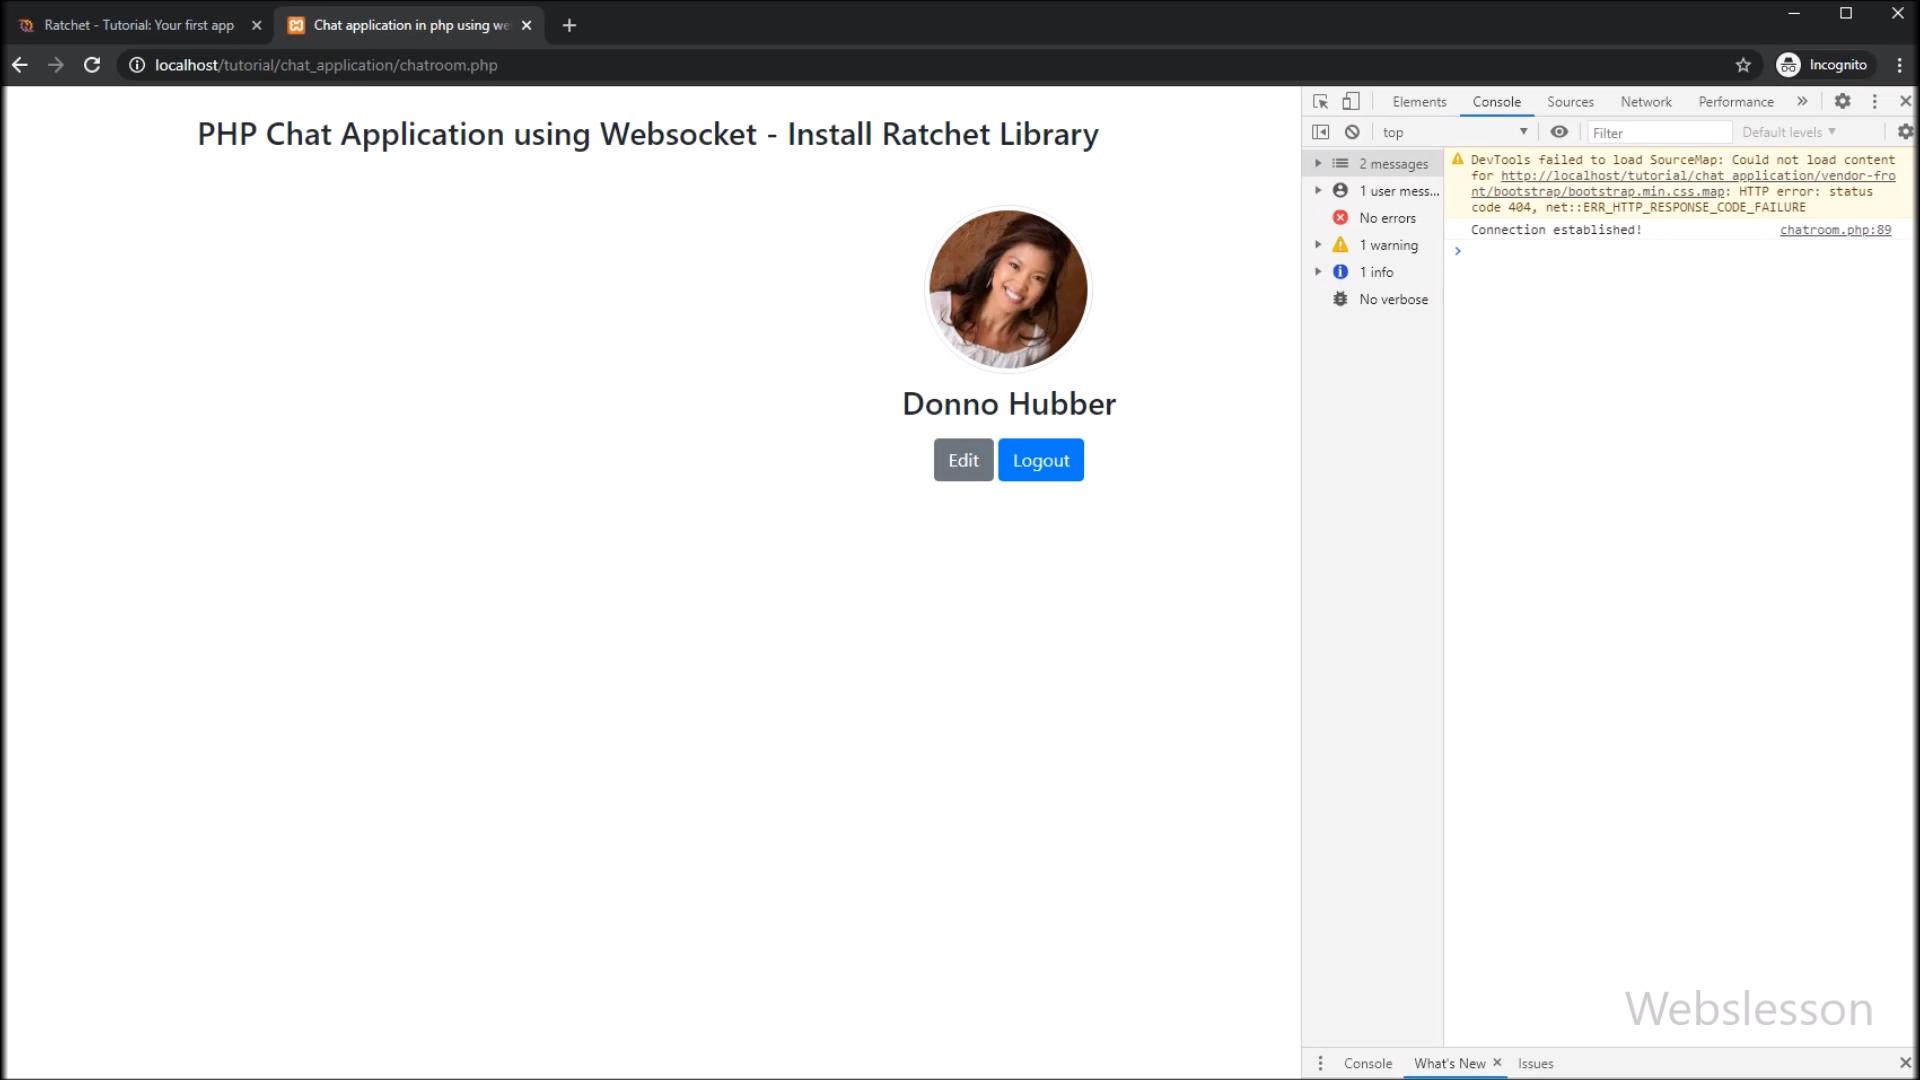 Ratchet - Tutorial: Your first app
Chat application in php using we
localhost/tutorial/chat_application/chatroom.php
Incognito
PHP Chat Application using Websocket - Install Ratchet Library
Donno Hubber
Edit Logout
Elements Console Sources Network Performance
top Filter Default levels
2 messages
1 user mess...
No errors
1 warning
1 info
No verbose
DevTools failed to load SourceMap: Could not load content
for http://localhost/tutorial/chat_application/vendor-fro
nt/bootstrap/bootstrap.min.css.map: HTTP error: status
code 404, net::ERR_HTTP_RESPONSE_CODE_FAILURE
Connection established! chatroom.php:89
Webslesson
Console What's New Issues